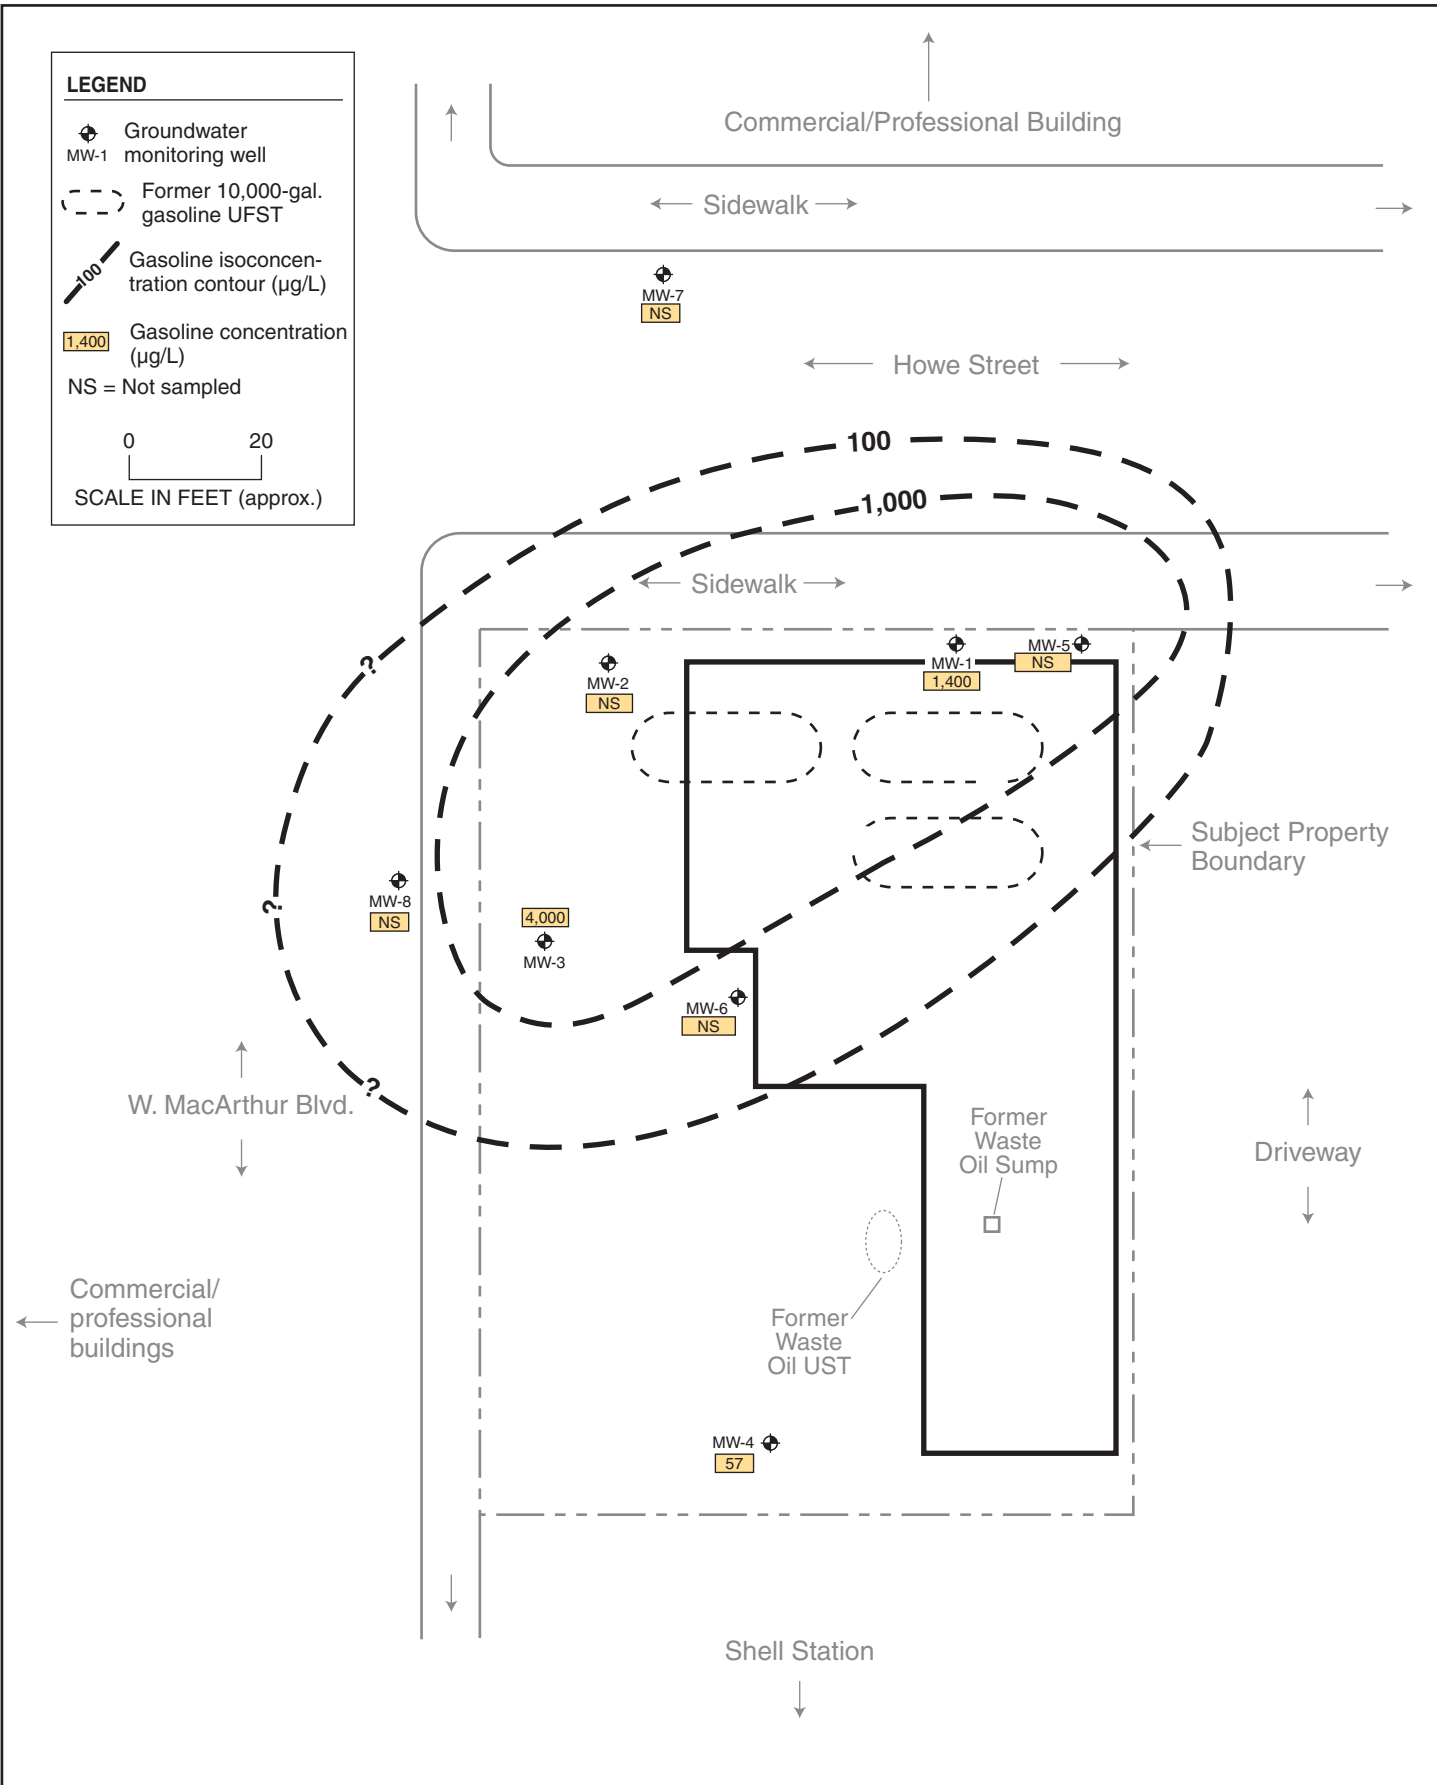 LEGEND
MW-1
Groundwater
monitoring well
Former 10,000-gal.
gasoline UFST
100
Gasoline isoconcen-
tration contour (µg/L)
1,400
Gasoline concentration
(µg/L)
NS = Not sampled
0 20
SCALE IN FEET (approx.)
Commercial/Professional Building
Sidewalk
MW-7
NS
Howe Street
100
1,000
Sidewalk
MW-5
NS
MW-1
1,400
?
MW-2
NS
Subject Property
Boundary
MW-8
NS
?
4,000
MW-3
MW-6
NS
?
W. MacArthur Blvd.
Former
Waste
Oil Sump
Driveway
Commercial/
professional
buildings
Former
Waste
Oil UST
MW-4
57
Shell Station